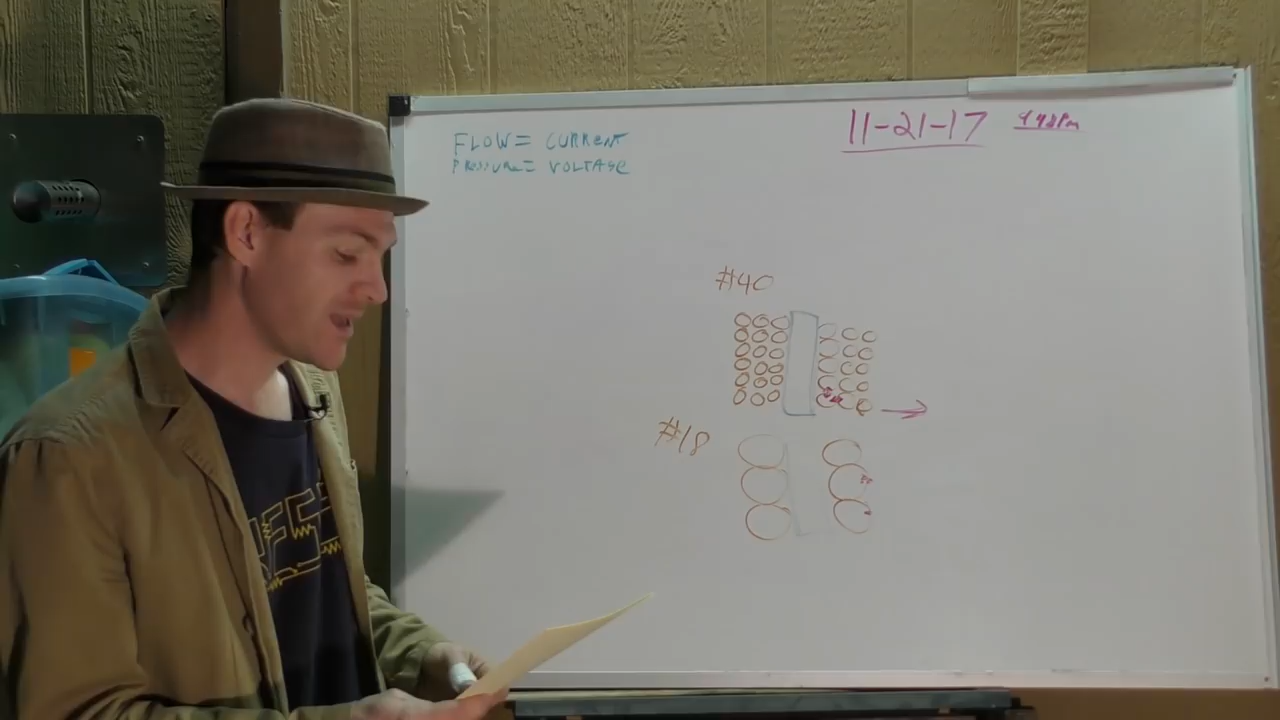 FLOW = CURRENT
PRESSURE = VOLTAGE
11-21-17
#40
#18